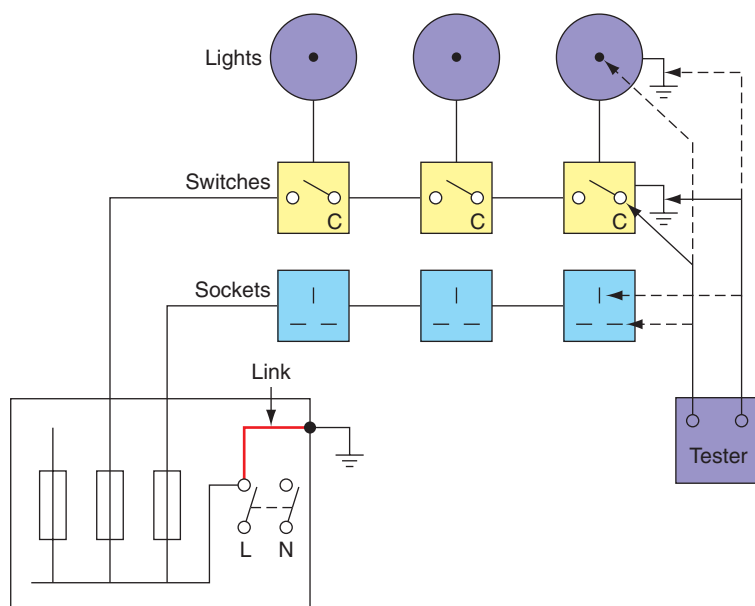 Lights
Switches
C
C
C
Sockets
Link
Tester
L
N